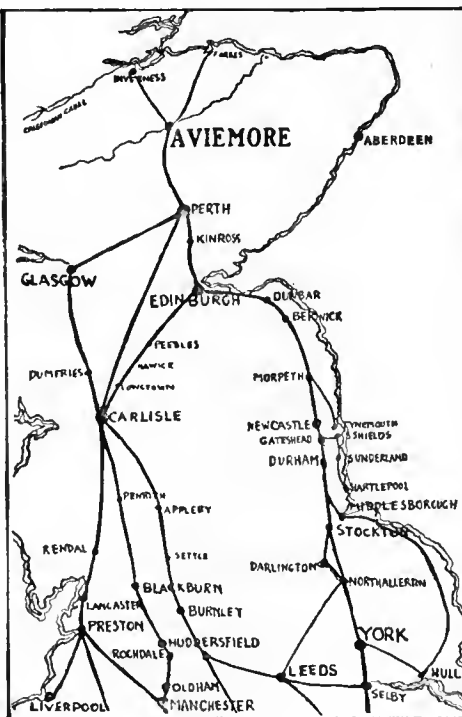 FORRES
INVERNESS
CALEDONIAN CANAL
AVIEMORE
ABERDEEN
PERTH
KINROSS
GLASGOW
EDINBURGH
DUNBAR
BERWICK
PEEBLES
HAWICK
DUMFRIES
LONGTOWN
MORPETH
CARLISLE
NEWCASTLE
TYNEMOUTH
GATESHEAD
SHIELDS
DURHAM
SUNDERLAND
HARTLEPOOL
PENRITH
APPLEBY
MIDDLESBOROUGH
STOCKTON
KENDAL
SETTLE
DARLINGTON
NORTHALLERTON
BLACKBURN
LANCASTER
BURNLEY
PRESTON
HUDDERSFIELD
YORK
ROCHDALE
LEEDS
HULL
OLDHAM
SELBY
LIVERPOOL
MANCHESTER